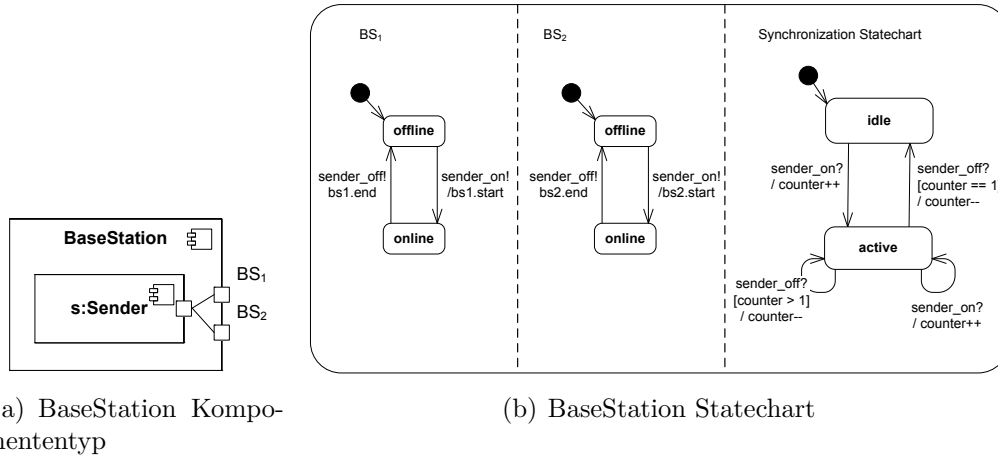 BaseStation
s:Sender
BS1
BS2
a) BaseStation Kompo-
nententyp
BS1
offline
sender_off!
bs1.end
sender_on!
/bs1.start
online
BS2
offline
sender_off!
bs2.end
sender_on!
/bs2.start
online
Synchronization Statechart
idle
sender_on?
/ counter++
sender_off?
[counter == 1]
/ counter--
active
sender_off?
[counter > 1]
/ counter--
sender_on?
/ counter++
(b) BaseStation Statechart